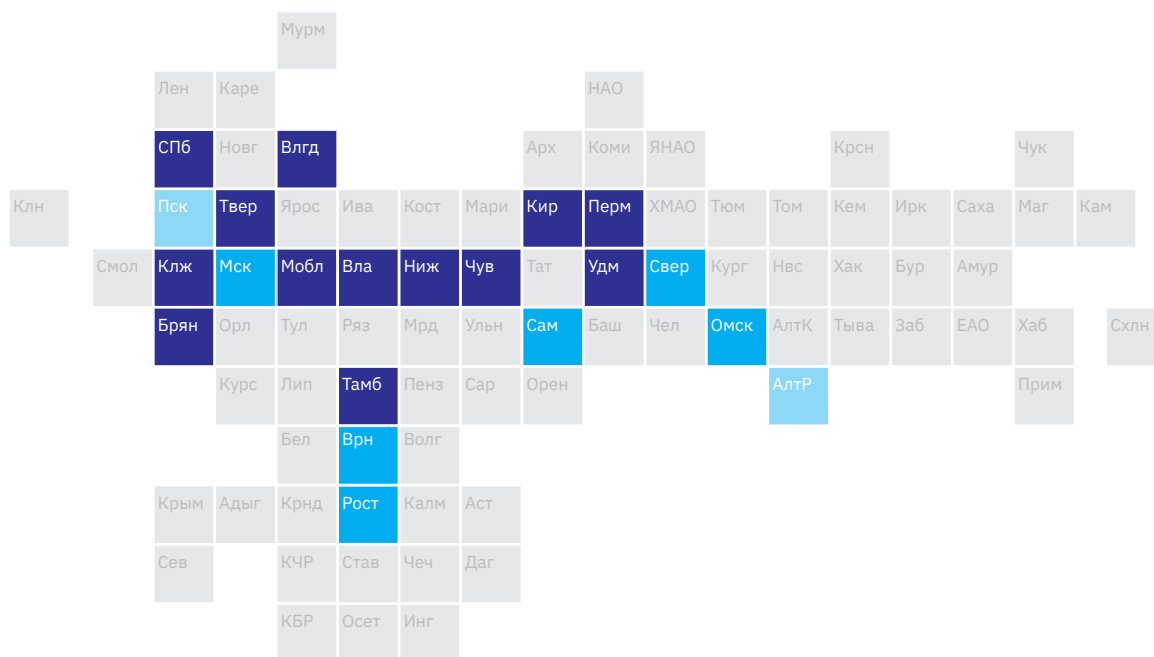 Мурм
Лен Каре НАО
СПб Новг Влгд Арх Коми ЯНАО Крсн Чук
Клн Пск Твер Ярос Ива Кост Мари Кир Перм ХМАО Тюм Том Кем Ирк Саха Маг Кам
Смол Клж Мск Мобл Вла Ниж Чув Тат Удм Свер Кург Нвс Хак Бур Амур
Брян Орл Тул Ряз Мрд Ульн Сам Баш Чел Омск АлтК Тыва Заб ЕАО Хаб Схлн
Курс Лип Тамб Пенз Сар Орен АлтР Прим
Бел Врн Волг
Крым Адыг Крнд Рост Калм Аст
Сев КЧР Став Чеч Даг
КБР Осет Инг